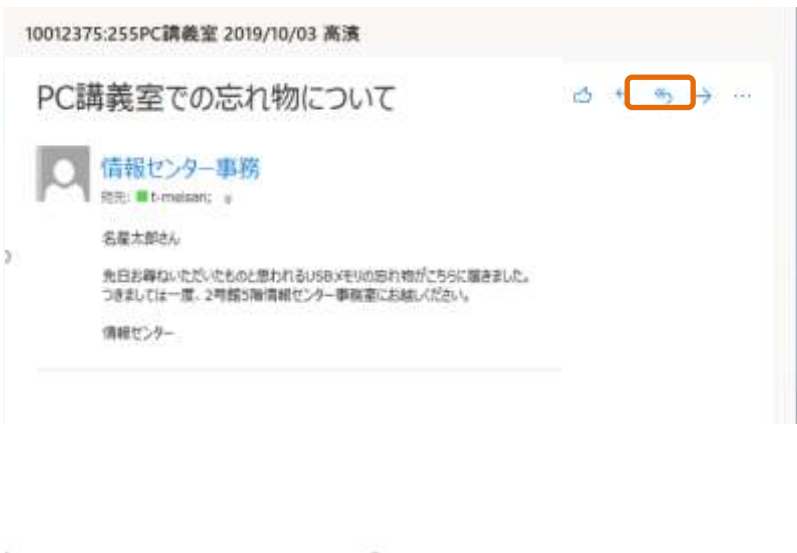 10012375:255PC講義室 2019/10/03 高濱
PC講義室での忘れ物について
情報センター事務
宛先: t-meisan;
名産太郎さん
先日お尋ねいただいたものと思われるUSBメモリの忘れ物がこちらに届きました。
つきましては一度、2号館5階情報センター事務室にお越しください。
情報センター